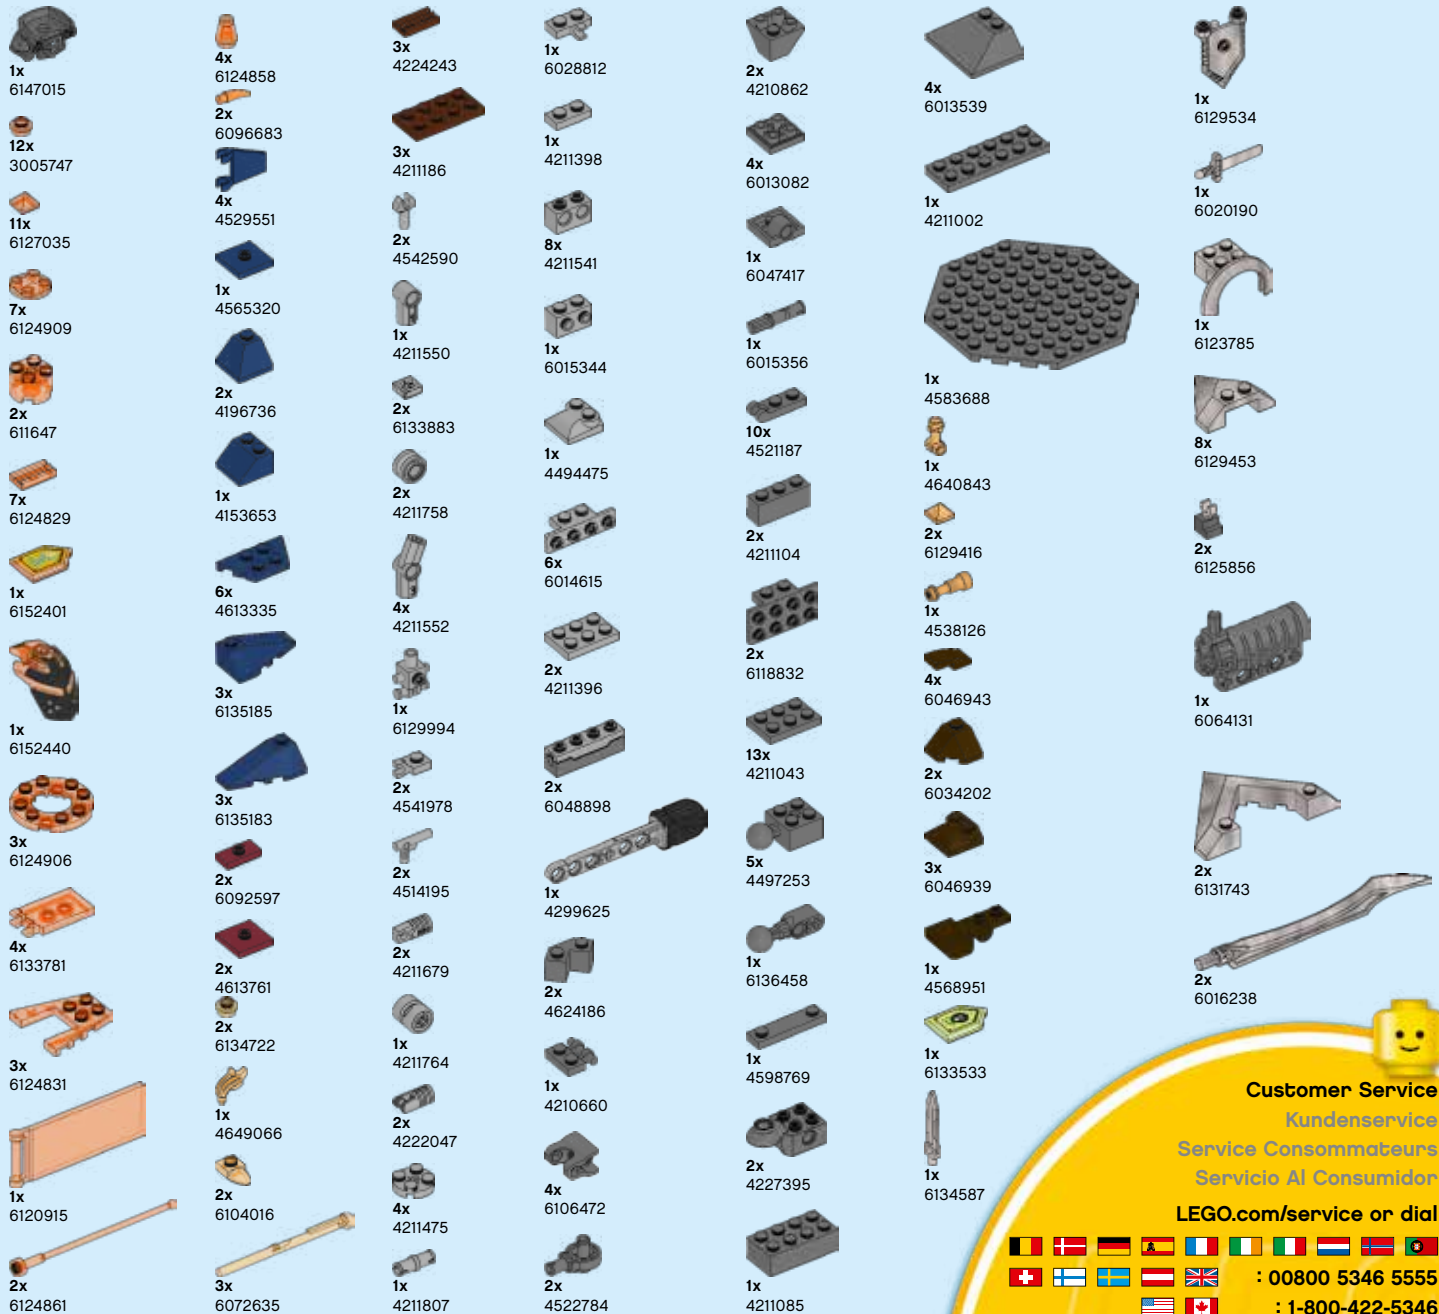 1x
6147015
12x
3005747
11x
6127035
7x
6124909
2x
611647
7x
6124829
1x
6152401
1x
6152440
3x
6124906
4x
6133781
3x
6124831
1x
6120915
2x
6124861
4x
6124858
2x
6096683
4x
4529551
1x
4565320
2x
4196736
1x
4153653
6x
4613335
3x
6135185
3x
6135183
2x
6092597
2x
4613761
2x
6134722
1x
4649066
2x
6104016
3x
6072635
3x
4224243
3x
4211186
2x
4542590
1x
4211550
2x
6133883
2x
4211758
4x
4211552
1x
6129994
2x
4541978
2x
4514195
2x
4211679
1x
4211764
2x
4222047
4x
4211475
1x
4211807
1x
6028812
1x
4211398
8x
4211541
1x
6015344
1x
4494475
6x
6014615
2x
4211396
2x
6048898
1x
4299625
2x
4624186
1x
4210660
4x
6106472
2x
4522784
2x
4210862
4x
6013082
1x
6047417
1x
6015356
10x
4521187
2x
4211104
2x
6118832
13x
4211043
5x
4497253
1x
6136458
1x
4598769
2x
4227395
1x
4211085
4x
6013539
1x
4211002
1x
4583688
1x
4640843
2x
6129416
1x
4538126
4x
6046943
2x
6034202
3x
6046939
1x
4568951
1x
6133533
1x
6134587
1x
6129534
1x
6020190
1x
6123785
8x
6129453
2x
6125856
1x
6064131
2x
6131743
2x
6016238
Customer Service
Kundenservice
Service Consommateurs
Servicio Al Consumidor
LEGO.com/service or dial
: 00800 5346 5555
: 1-800-422-5346